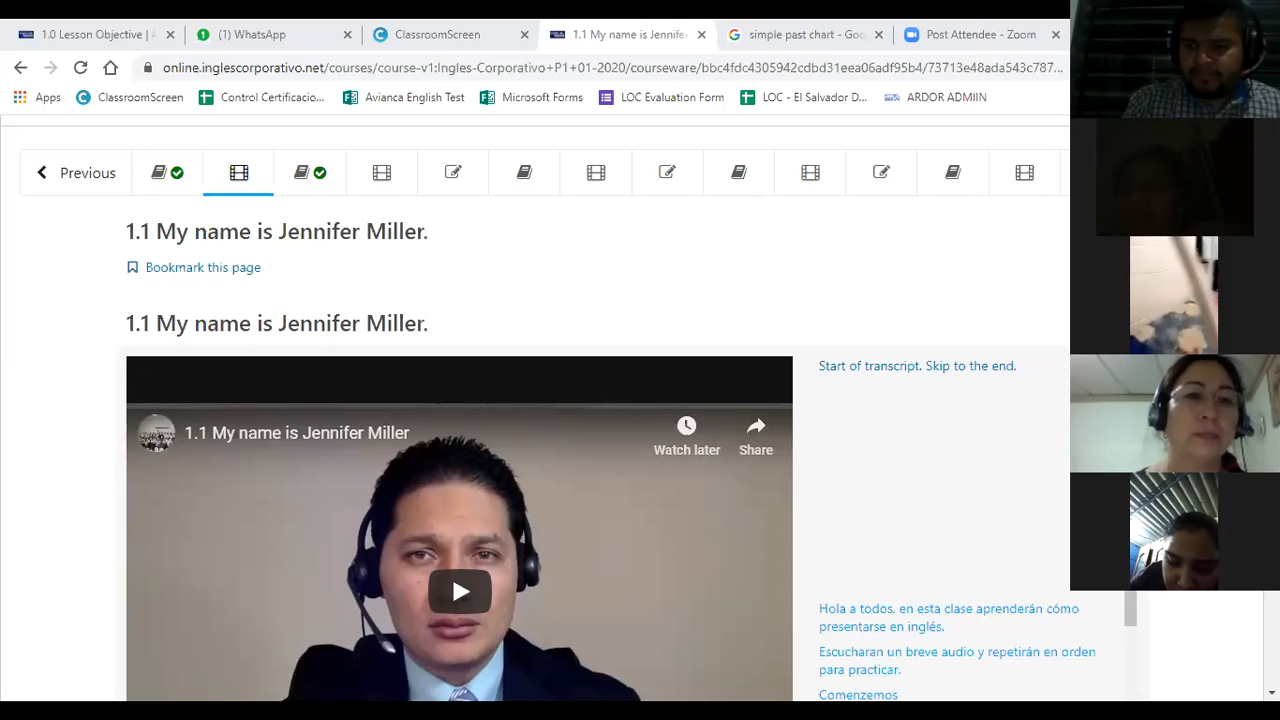 1.0 Lesson Objective | A
(1) WhatsApp
ClassroomScreen
1.1 My name is Jennife
simple past chart - Goo
Post Attendee - Zoom
online.inglescorporativo.net/courses/course-v1:Ingles-Corporativo+P1+01-2020/courseware/bbc4fdc4305942cdbd31eea06adf95b4/73713e48ada543c787...
Apps
ClassroomScreen
Control Certificacio...
Avianca English Test
Microsoft Forms
LOC Evaluation Form
LOC - El Salvador D...
ARDOR ADMIIN
Previous
1.1 My name is Jennifer Miller.
Bookmark this page
1.1 My name is Jennifer Miller.
1.1 My name is Jennifer Miller
Watch later
Share
Start of transcript. Skip to the end.
Hola a todos, en esta clase aprenderán cómo
presentarse en inglés.
Escucharan un breve audio y repetirán en orden
para practicar.
Comenzemos